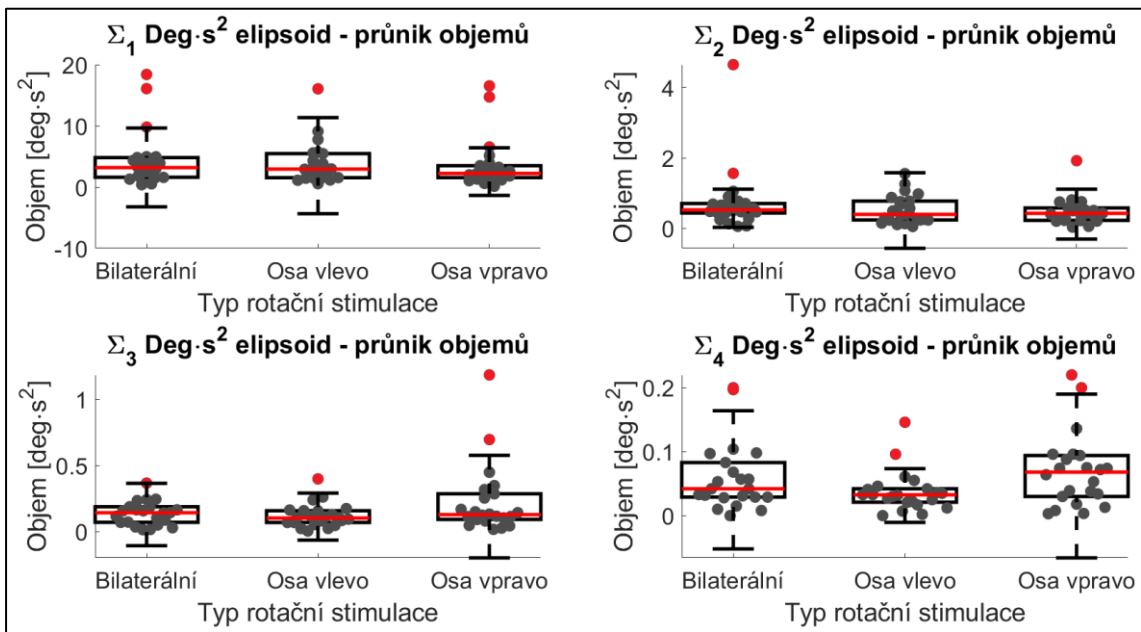 Σ1 Deg·s2 elipsoid - průnik objemů
Objem [deg·s2]
20
10
0
-10
Bilaterální Osa vlevo Osa vpravo
Typ rotační stimulace
Σ2 Deg·s2 elipsoid - průnik objemů
Objem [deg·s2]
4
2
0
Bilaterální Osa vlevo Osa vpravo
Typ rotační stimulace
Σ3 Deg·s2 elipsoid - průnik objemů
Objem [deg·s2]
1
0.5
0
Bilaterální Osa vlevo Osa vpravo
Typ rotační stimulace
Σ4 Deg·s2 elipsoid - průnik objemů
Objem [deg·s2]
0.2
0.1
0
Bilaterální Osa vlevo Osa vpravo
Typ rotační stimulace